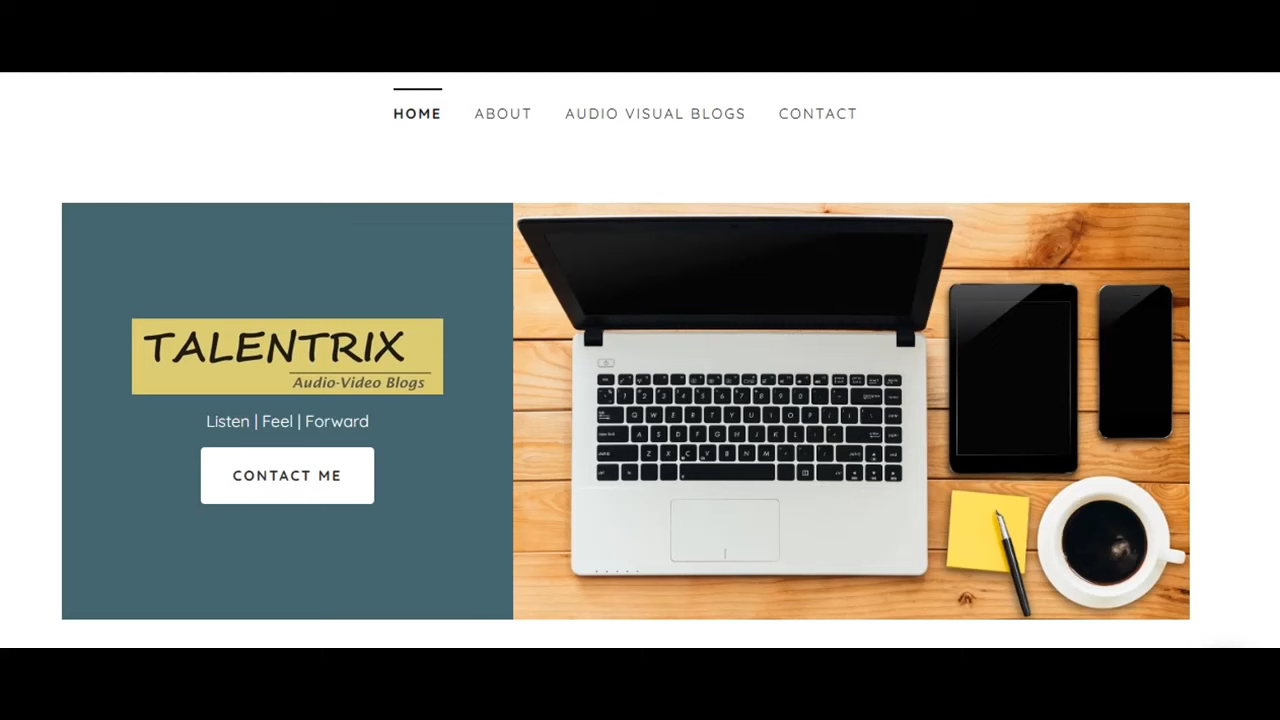 HOME ABOUT AUDIO VISUAL BLOGS CONTACT
TALENTRIX
Audio-Video Blogs
Listen | Feel | Forward
CONTACT ME